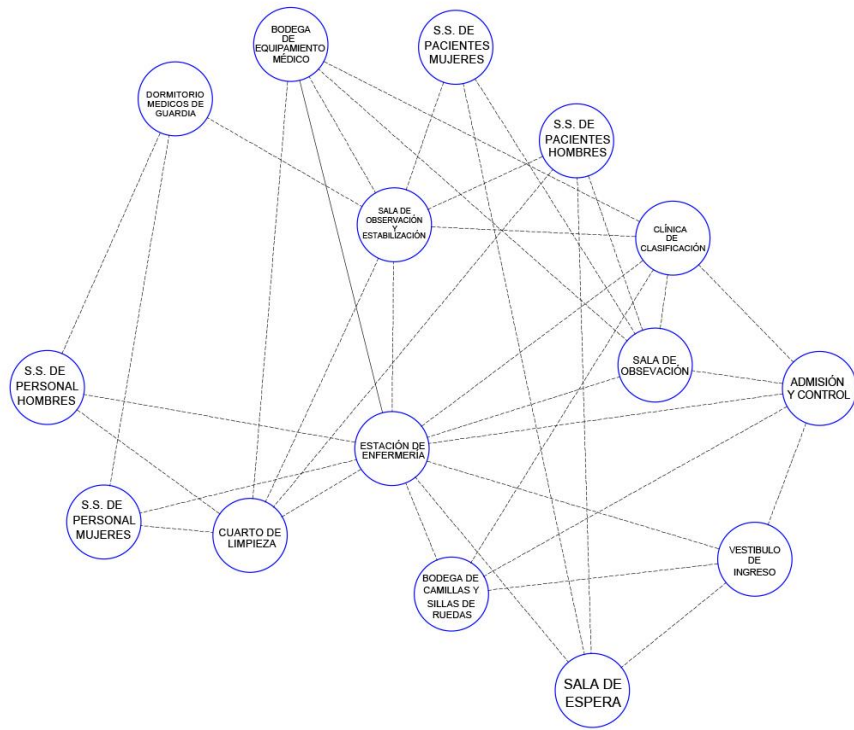 BODEGA
DE
EQUIPAMIENTO
MÉDICO
S.S. DE
PACIENTES
MUJERES
DORMITORIO
MEDICOS DE
GUARDIA
S.S. DE
PACIENTES
HOMBRES
SALA DE
OBSERVACIÓN
Y
ESTABILIZACIÓN
CLÍNICA
DE
CLASIFICACIÓN
S.S. DE
PERSONAL
HOMBRES
SALA DE
OBSEVACIÓN
ADMISIÓN
Y CONTROL
ESTACIÓN DE
ENFERMERÍA
S.S. DE
PERSONAL
MUJERES
CUARTO DE
LIMPIEZA
VESTIBULO
DE
INGRESO
BODEGA DE
CAMILLAS Y
SILLAS DE
RUEDAS
SALA DE
ESPERA